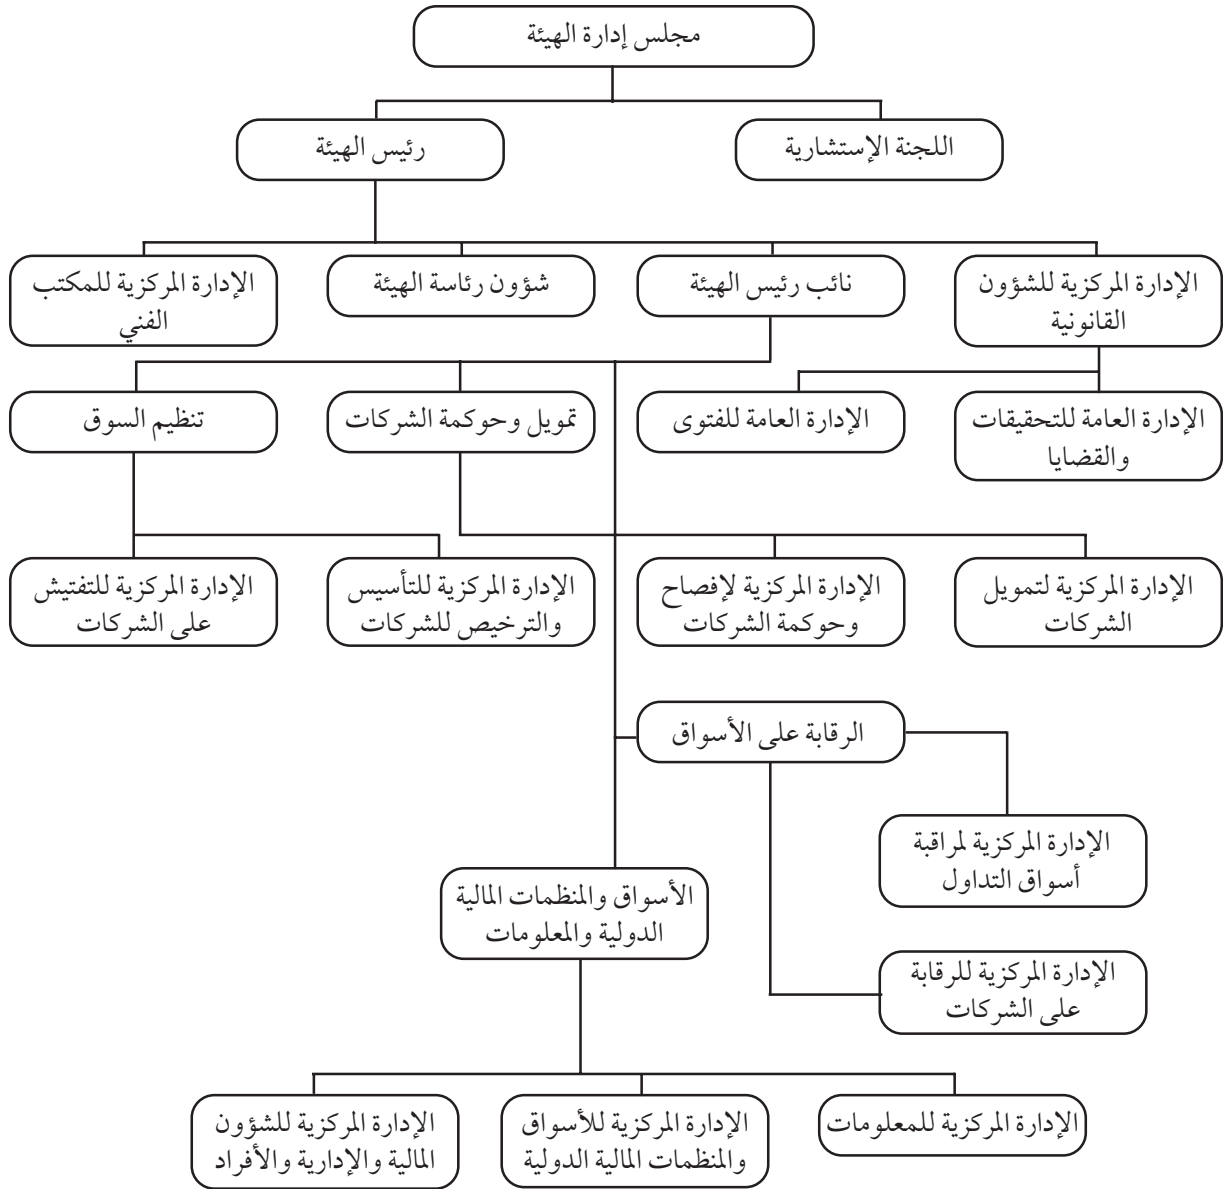 مجلس إدارة الهيئة
اللجنة الإستشارية
رئيس الهيئة
الإدارة المركزية للشؤون
القانونية
نائب رئيس الهيئة
شؤون رئاسة الهيئة
الإدارة المركزية للمكتب
الفني
الإدارة العامة للتحقيقات
والقضايا
الإدارة العامة للفتوى
تمويل وحوكمة الشركات
تنظيم السوق
الإدارة المركزية لتمويل
الشركات
الإدارة المركزية لإفصاح
وحوكمة الشركات
الإدارة المركزية للتأسيس
والترخيص للشركات
الإدارة المركزية للتفتيش
على الشركات
الرقابة على الأسواق
الإدارة المركزية لمراقبة
أسواق التداول
الأسواق والمنظمات المالية
الدولية والمعلومات
الإدارة المركزية للرقابة
على الشركات
الإدارة المركزية للمعلومات
الإدارة المركزية للأسواق
والمنظمات المالية الدولية
الإدارة المركزية للشؤون
المالية والإدارية والأفراد